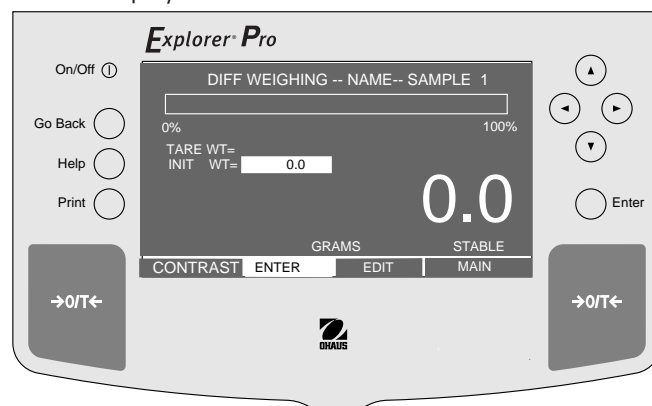 Explorer® Pro
On/Off
Go Back
Help
Print
DIFF WEIGHING -- NAME-- SAMPLE 1
0% 100%
TARE WT=
INIT WT= 0.0
0.0
GRAMS STABLE
CONTRAST ENTER EDIT MAIN
Enter
→0/T←
→0/T←
OHAUS